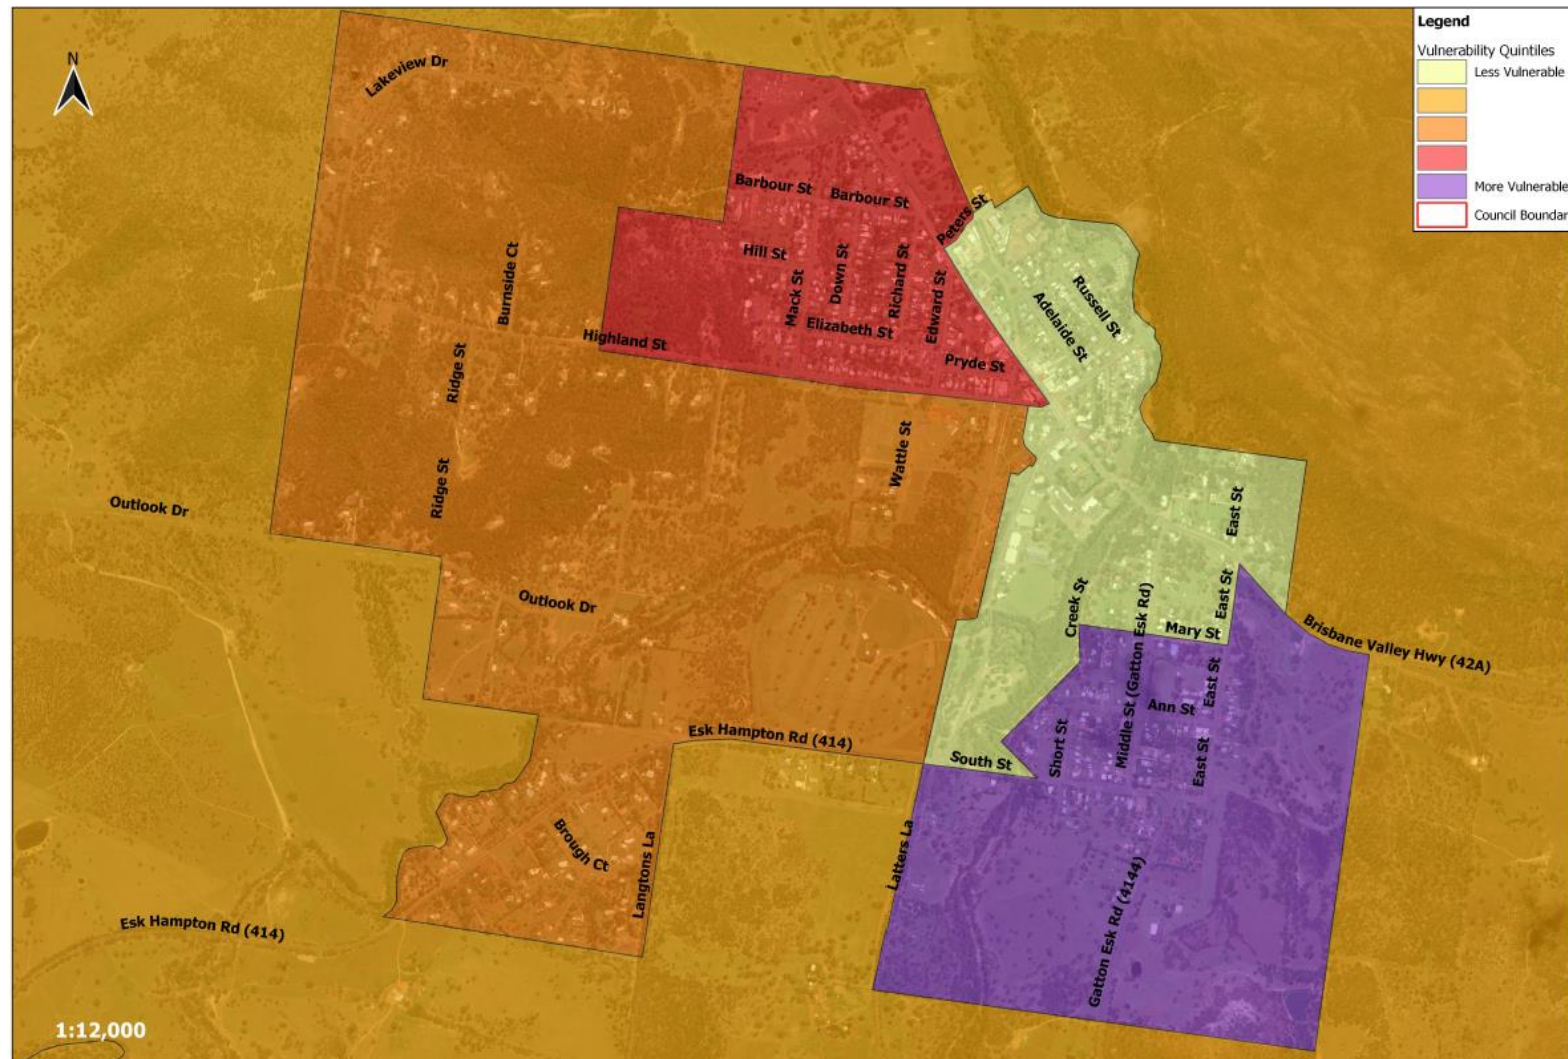 Legend
Vulnerability Quintiles
Less Vulnerable
More Vulnerable
Council Boundar
N
Lakeview Dr
Barbour St
Barbour St
Peters St
Hill St
Mack St
Down St
Richard St
Edward St
Elizabeth St
Pryde St
Highland St
Burnside Ct
Ridge St
Ridge St
Russell St
Adelaide St
Wattle St
Outlook Dr
Outlook Dr
East St
East St
Creek St
Middle St (Gatton Esk Rd)
Mary St
Brisbane Valley Hwy (42A)
East St
Ann St
Short St
East St
South St
Esk Hampton Rd (414)
Brough Ct
Langtons La
Latters La
Gatton Esk Rd (4144)
Esk Hampton Rd (414)
1:12,000